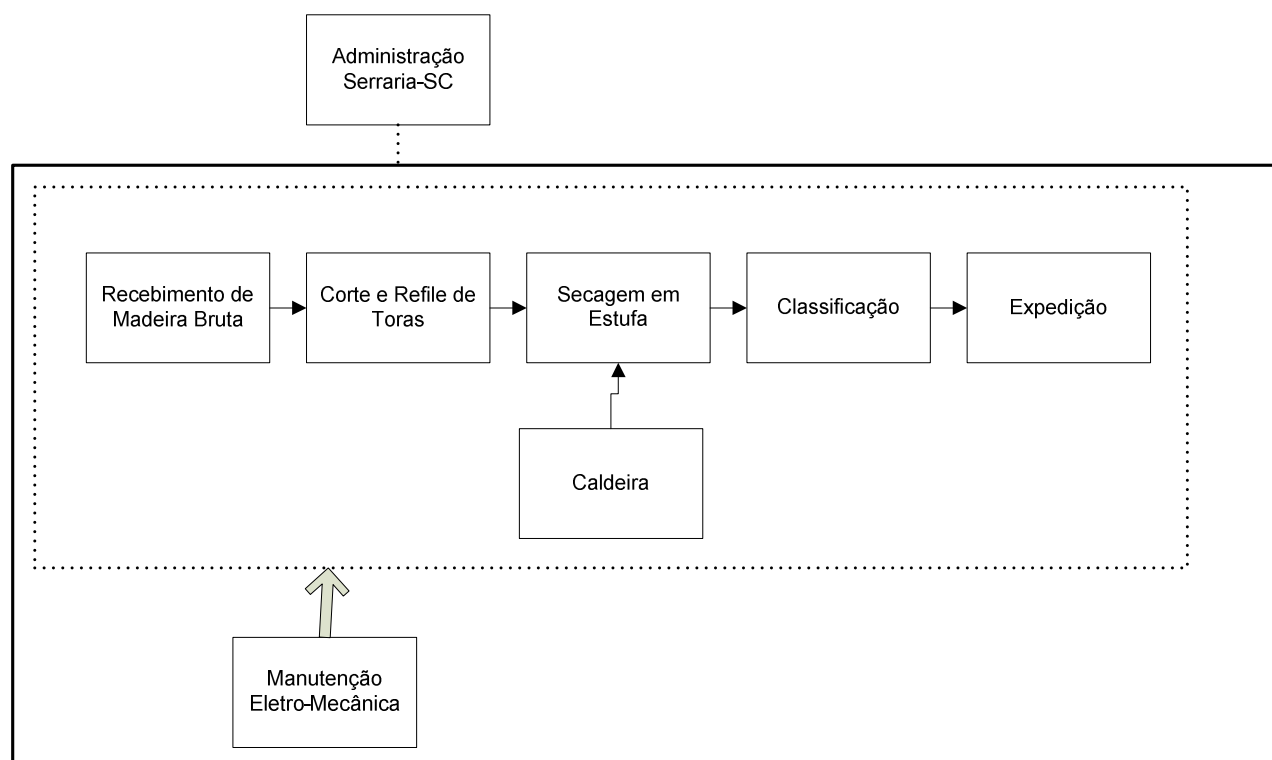 Administração
Serraria-SC
Recebimento de
Madeira Bruta
Corte e Refile de
Toras
Secagem em
Estufa
Classificação
Expedição
Caldeira
Manutenção
Eletro-Mecânica